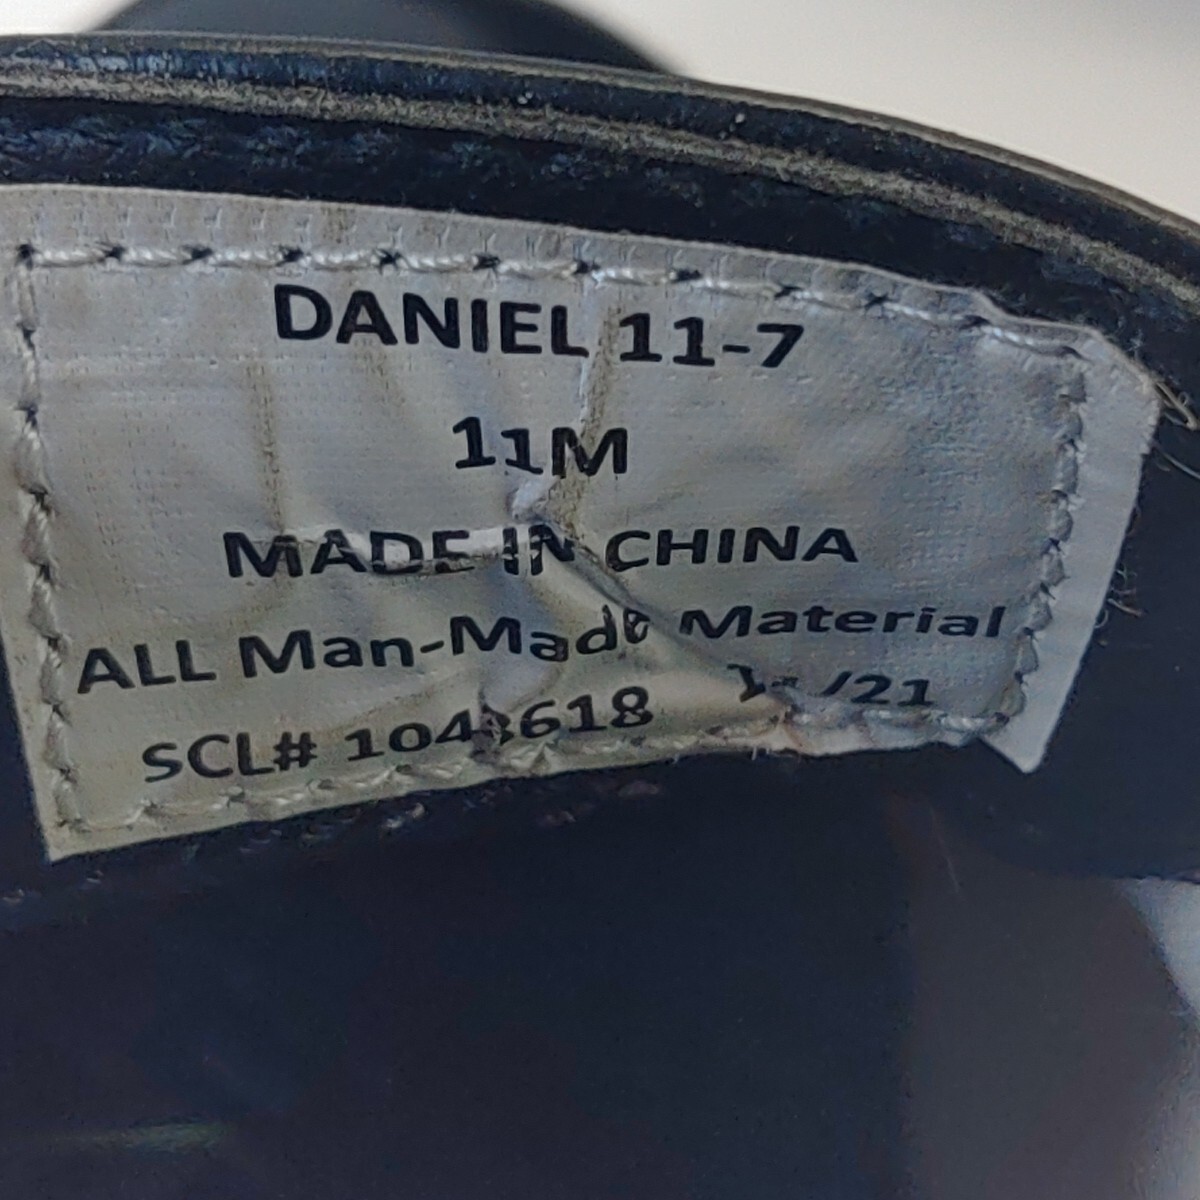 DANIEL 11-7
11M
MADE IN CHINA
ALL Man-Made Material
SCL#